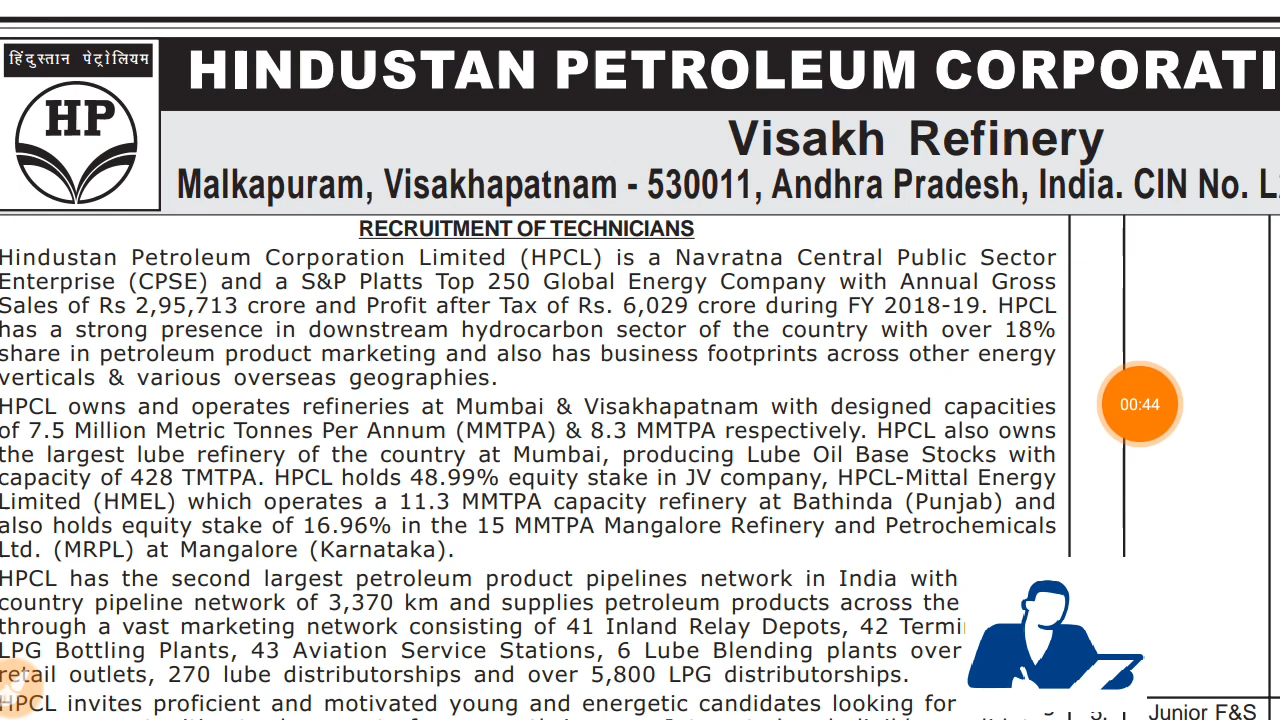 हिंदुस्तान पेट्रोलियम
HP
HINDUSTAN PETROLEUM
Visakh Refinery
Malkapuram, Visakhapatnam - 530011, Andhra Pradesh, India. CIN No.
RECRUITMENT OF TECHNICIANS
Hindustan Petroleum Corporation Limited (HPCL) is a Navratna Central Public Sector
Enterprise (CPSE) and a S&P Platts Top 250 Global Energy Company with Annual Gross
Sales of Rs 2,95,713 crore and Profit after Tax of Rs. 6,029 crore during FY 2018-19. HPCL
has a strong presence in downstream hydrocarbon sector of the country with over 18%
share in petroleum product marketing and also has business footprints across other energy
verticals & various overseas geographies.
HPCL owns and operates refineries at Mumbai & Visakhapatnam with designed capacities
of 7.5 Million Metric Tonnes Per Annum (MMTPA) & 8.3 MMTPA respectively. HPCL also owns
the largest lube refinery of the country at Mumbai, producing Lube Oil Base Stocks with
capacity of 428 TMTPA. HPCL holds 48.99% equity stake in JV company, HPCL-Mittal Energy
Limited (HMEL) which operates a 11.3 MMTPA capacity refinery at Bathinda (Punjab) and
also holds equity stake of 16.96% in the 15 MMTPA Mangalore Refinery and Petrochemicals
Ltd. (MRPL) at Mangalore (Karnataka).
HPCL has the second largest petroleum product pipelines network in India with
country pipeline network of 3,370 km and supplies petroleum products across the
through a vast marketing network consisting of 41 Inland Relay Depots, 42
LPG Bottling Plants, 43 Aviation Service Stations, 6 Lube Blending plants over
retail outlets, 270 lube distributorships and over 5,800 LPG distributorships.
HPCL invites proficient and motivated young and energetic candidates looking for
00:44
Junior F&S